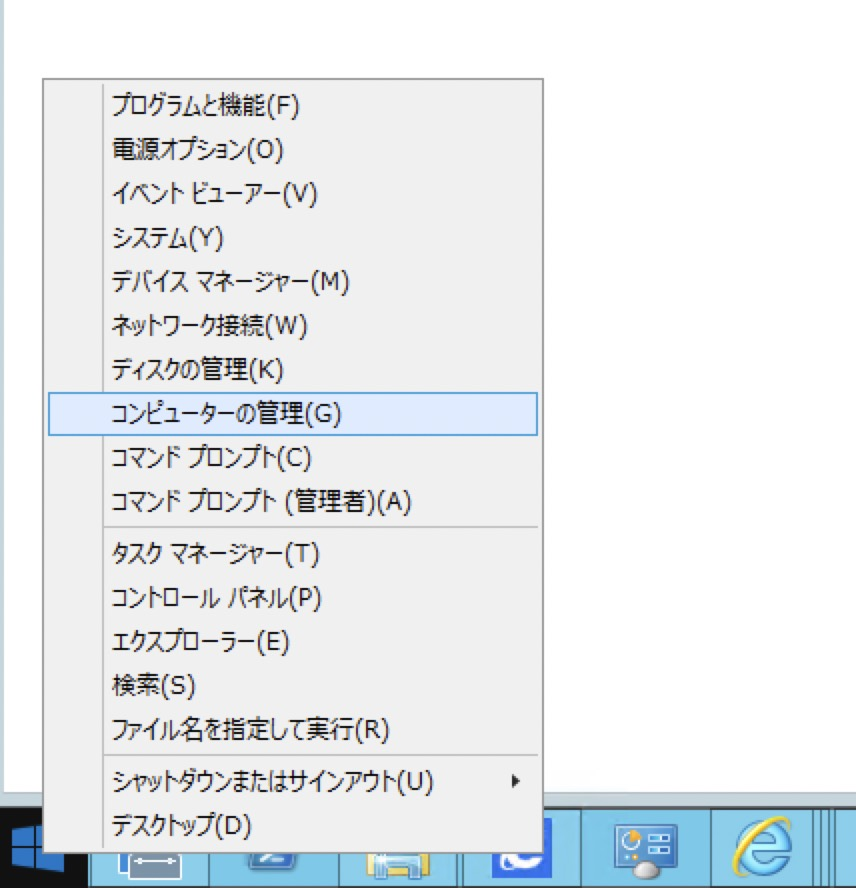 プログラムと機能(F)
電源オプション(O)
イベント ビューアー(V)
システム(Y)
デバイス マネージャー(M)
ネットワーク接続(W)
ディスクの管理(K)
コンピューターの管理(G)
コマンド プロンプト(C)
コマンド プロンプト (管理者)(A)
タスク マネージャー(T)
コントロール パネル(P)
エクスプローラー(E)
検索(S)
ファイル名を指定して実行(R)
シャットダウンまたはサインアウト(U)
デスクトップ(D)